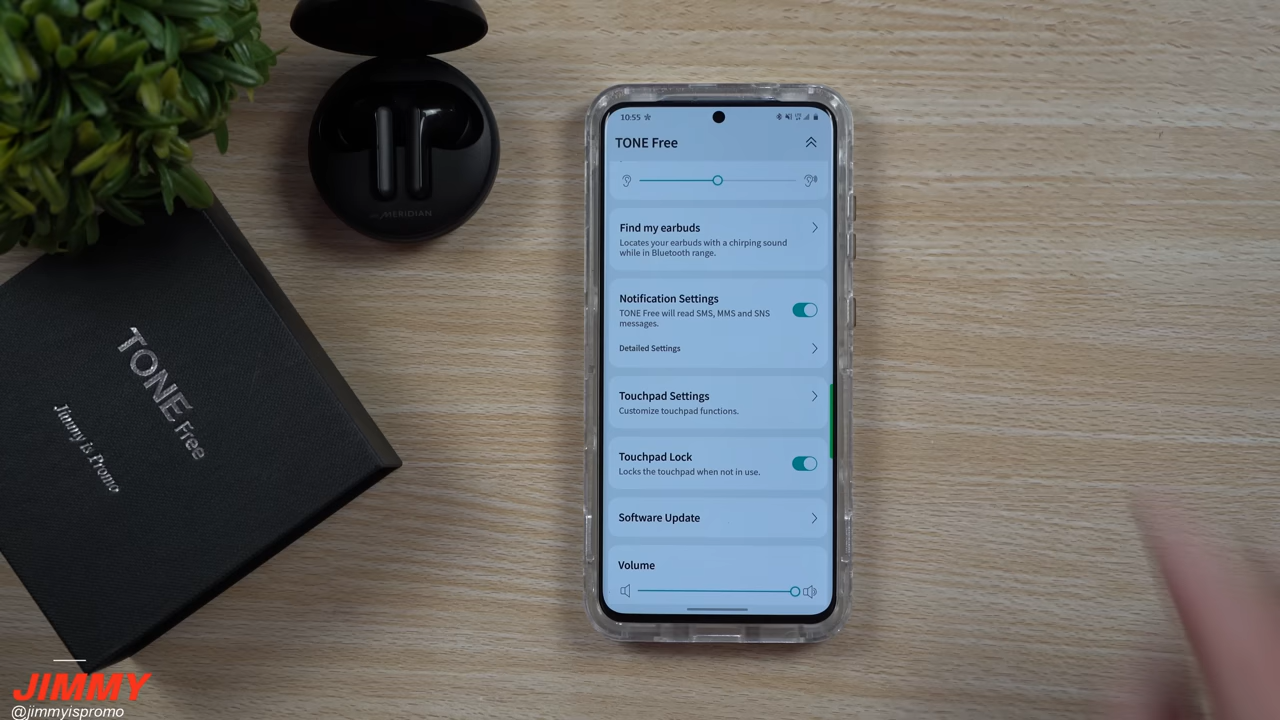 MERIDIAN
TONE Free
Jimmy is Promo
10:55
TONE Free
Find my earbuds
Locates your earbuds with a chirping sound
while in Bluetooth range.
Notification Settings
TONE Free will read SMS, MMS and SNS
messages.
Detailed Settings
Touchpad Settings
Customize touchpad functions.
Touchpad Lock
Locks the touchpad when not in use.
Software Update
Volume
JIMMY
@jimmyispromo